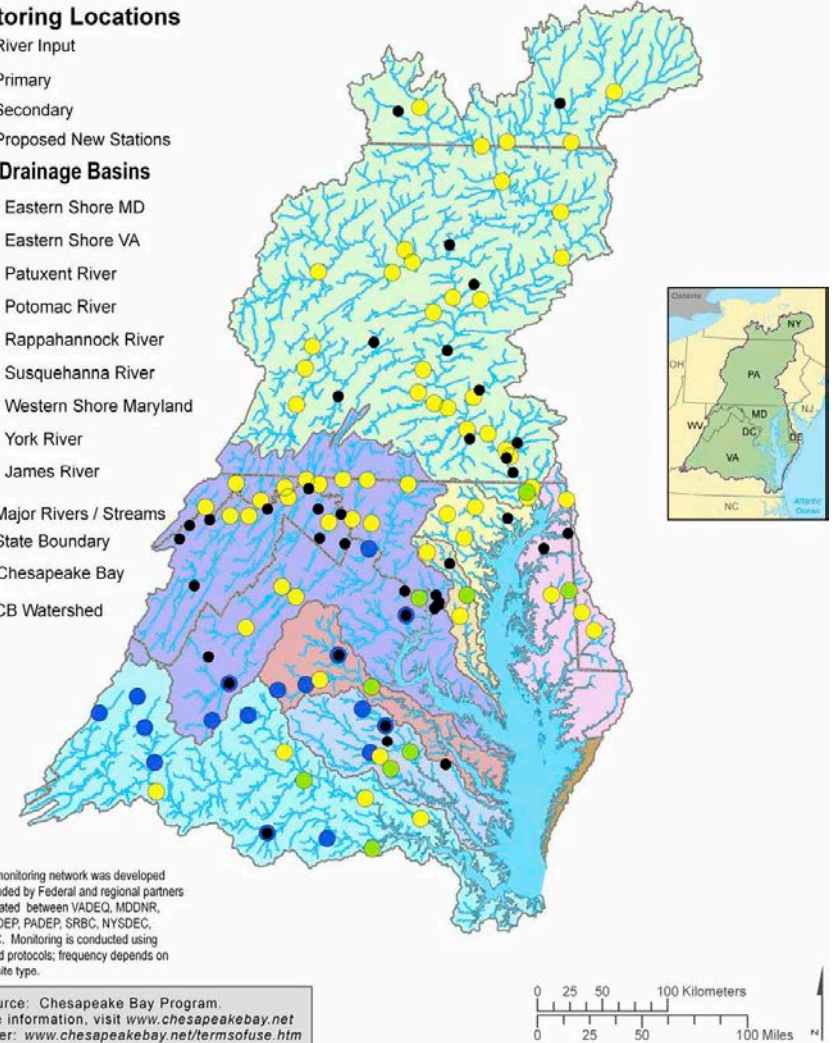 toring Locations
River Input
Primary
Secondary
Proposed New Stations
Drainage Basins
Eastern Shore MD
Eastern Shore VA
Patuxent River
Potomac River
Rappahannock River
Susquehanna River
Western Shore Maryland
York River
James River
Major Rivers / Streams
State Boundary
Chesapeake Bay
CB Watershed
Ontario
NY
OH
PA
NJ
MD
WV
DC
DE
VA
NC
Atlantic
Ocean
monitoring network was developed
ded by Federal and regional partners
ated between VADEQ, MDDNR,
DEP, PADEP, SRBC, NYSDEC,
C. Monitoring is conducted using
d protocols; frequency depends on
site type.
urce: Chesapeake Bay Program.
e information, visit www.chesapeakebay.net
er: www.chesapeakebay.net/termsofuse.htm
0 25 50 100 Kilometers
0 25 50 100 Miles
N